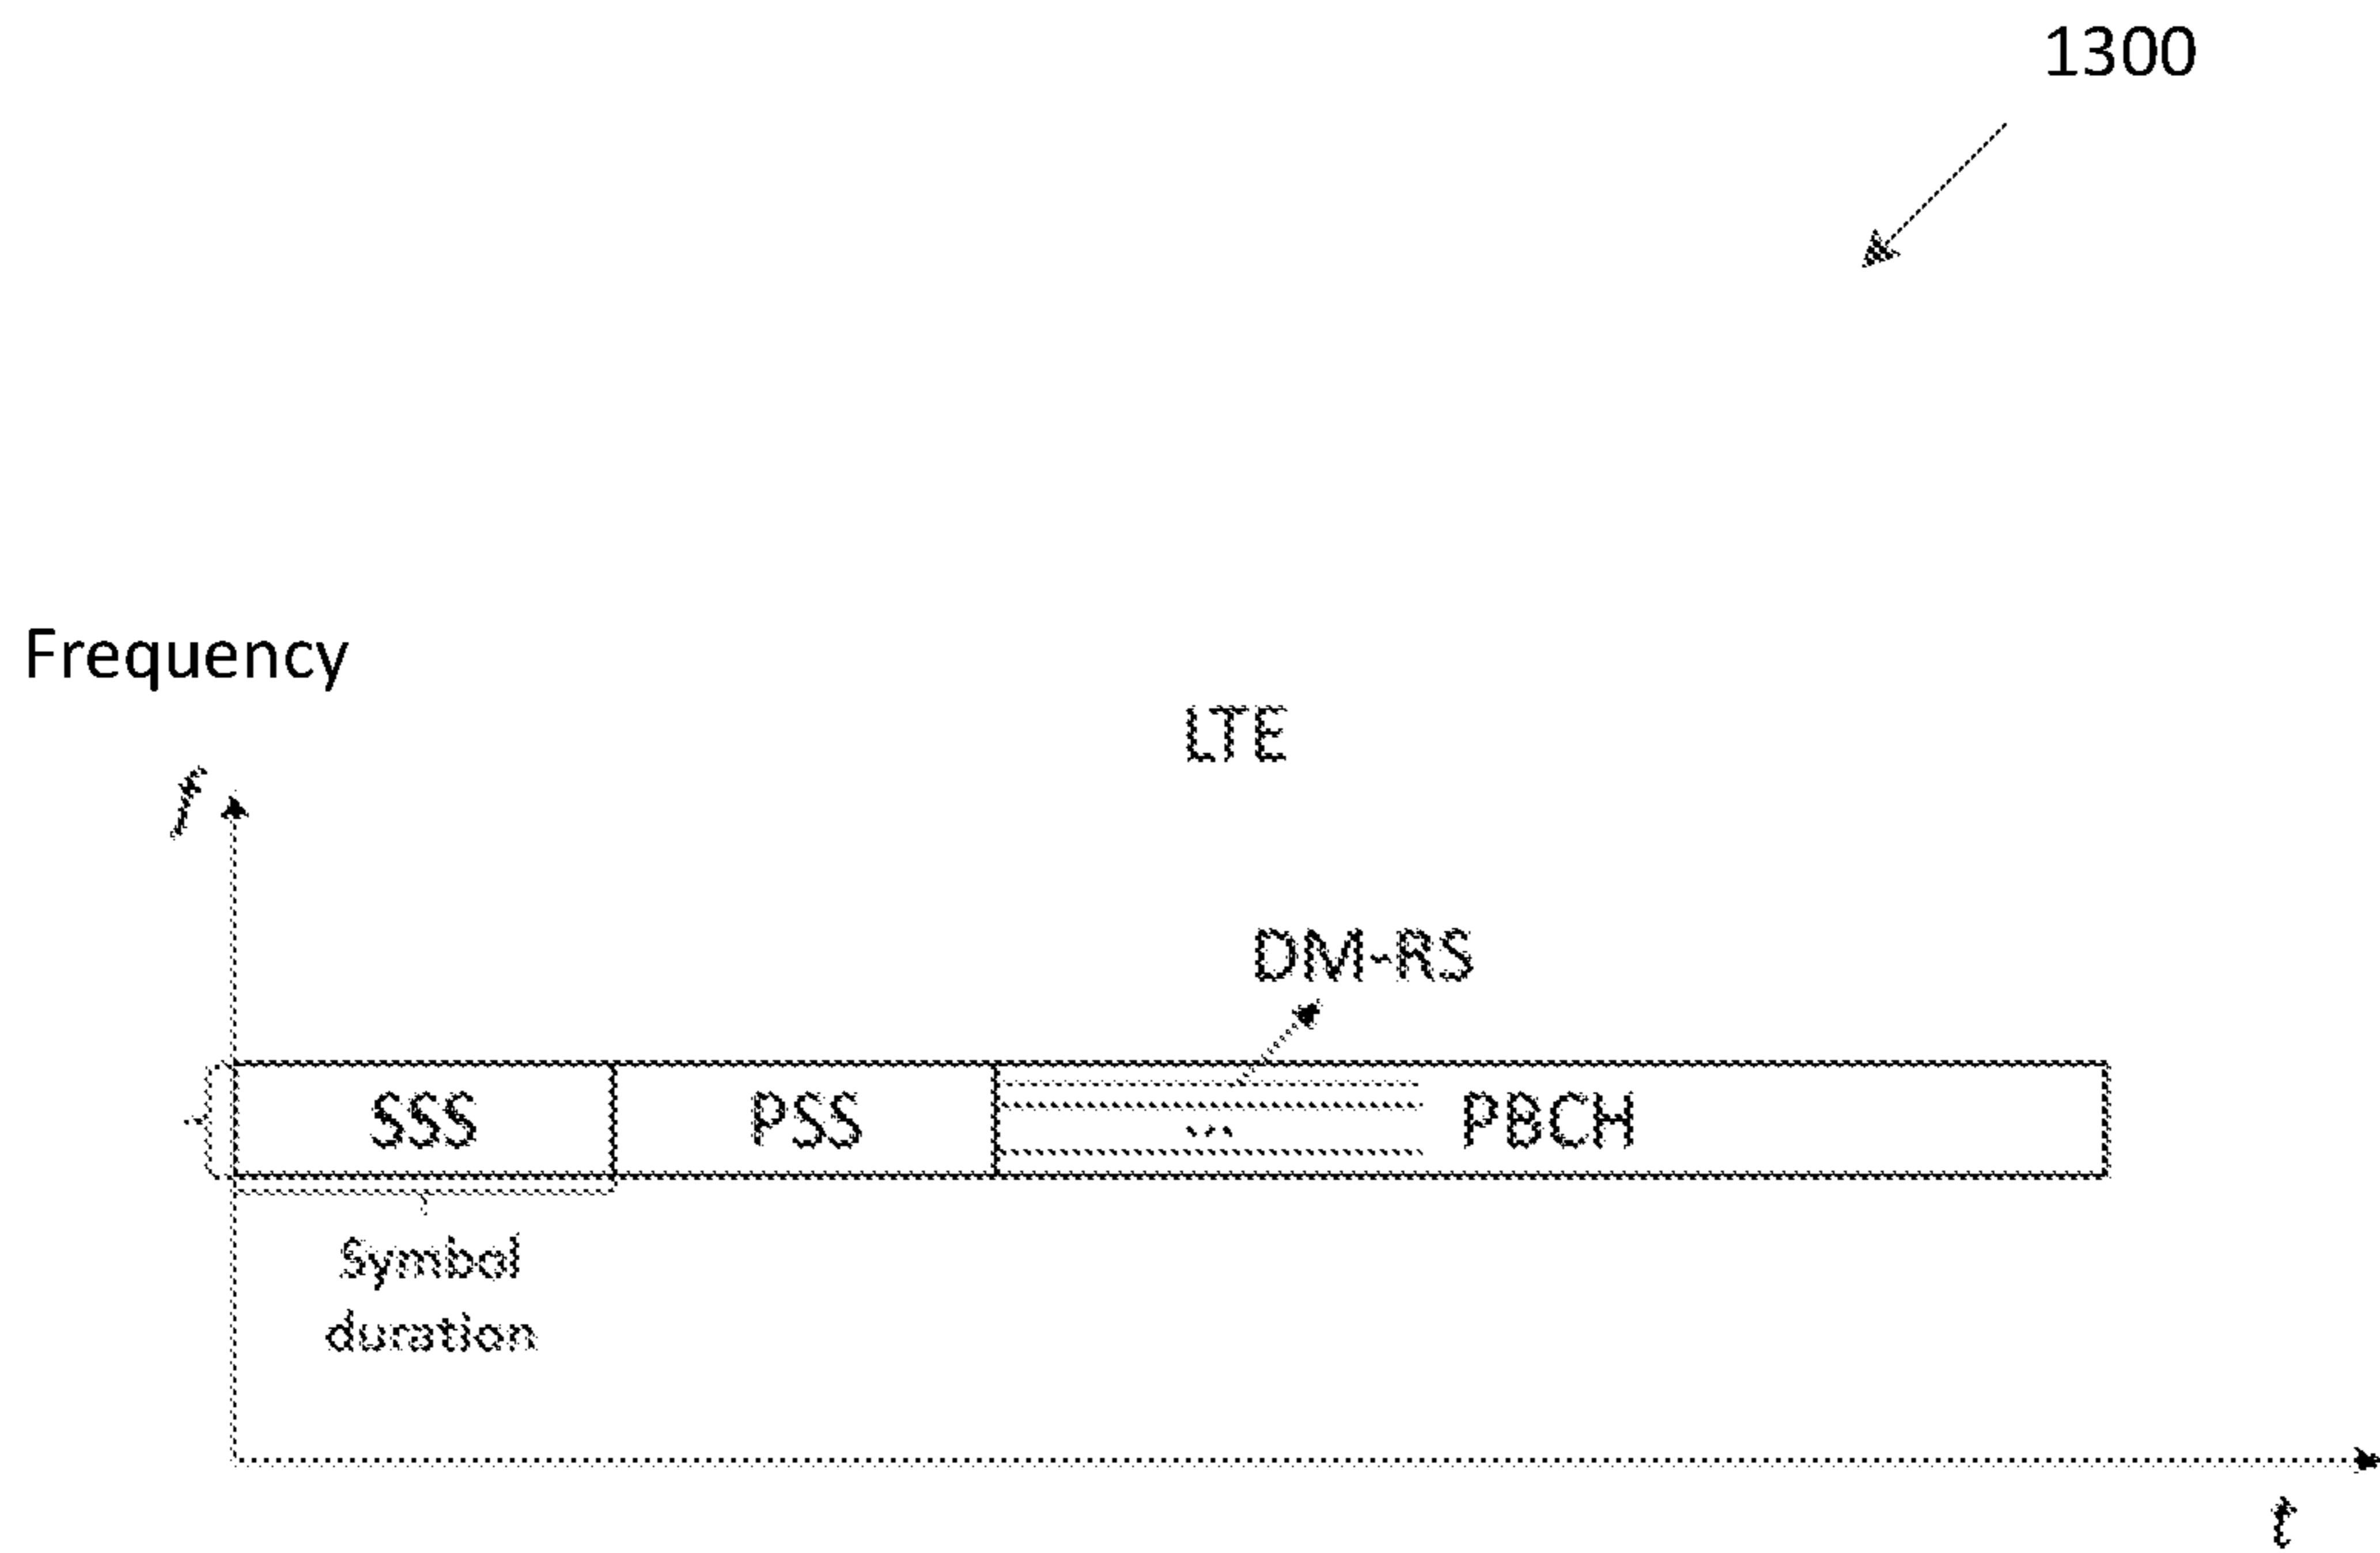 1300
Frequency
LTE
f
DM-RS
SSS
PSS
...
PBCH
Symbol
duration
t